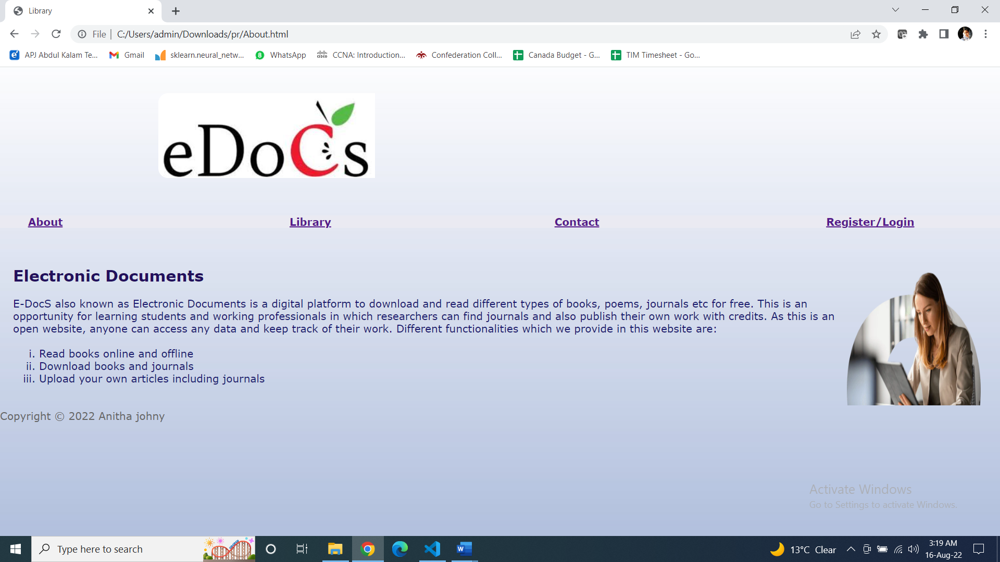 Library
File | C:/Users/admin/Downloads/pr/About.html
APJ Abdul Kalam Te... Gmail sklearn.neural_netw... WhatsApp CCNA: Introduction... Confederation Coll... Canada Budget - G... TIM Timesheet - Go...
eDoCs
About Library Contact Register/Login
Electronic Documents
E-DocS also known as Electronic Documents is a digital platform to download and read different types of books, poems, journals etc for free. This is an
opportunity for learning students and working professionals in which researchers can find journals and also publish their own work with credits. As this is an
open website, anyone can access any data and keep track of their work. Different functionalities which we provide in this website are:
i. Read books online and offline
ii. Download books and journals
iii. Upload your own articles including journals
Copyright © 2022 Anitha johny
Activate Windows
Go to Settings to activate Windows.
Type here to search
13°C Clear
3:19 AM
16-Aug-22